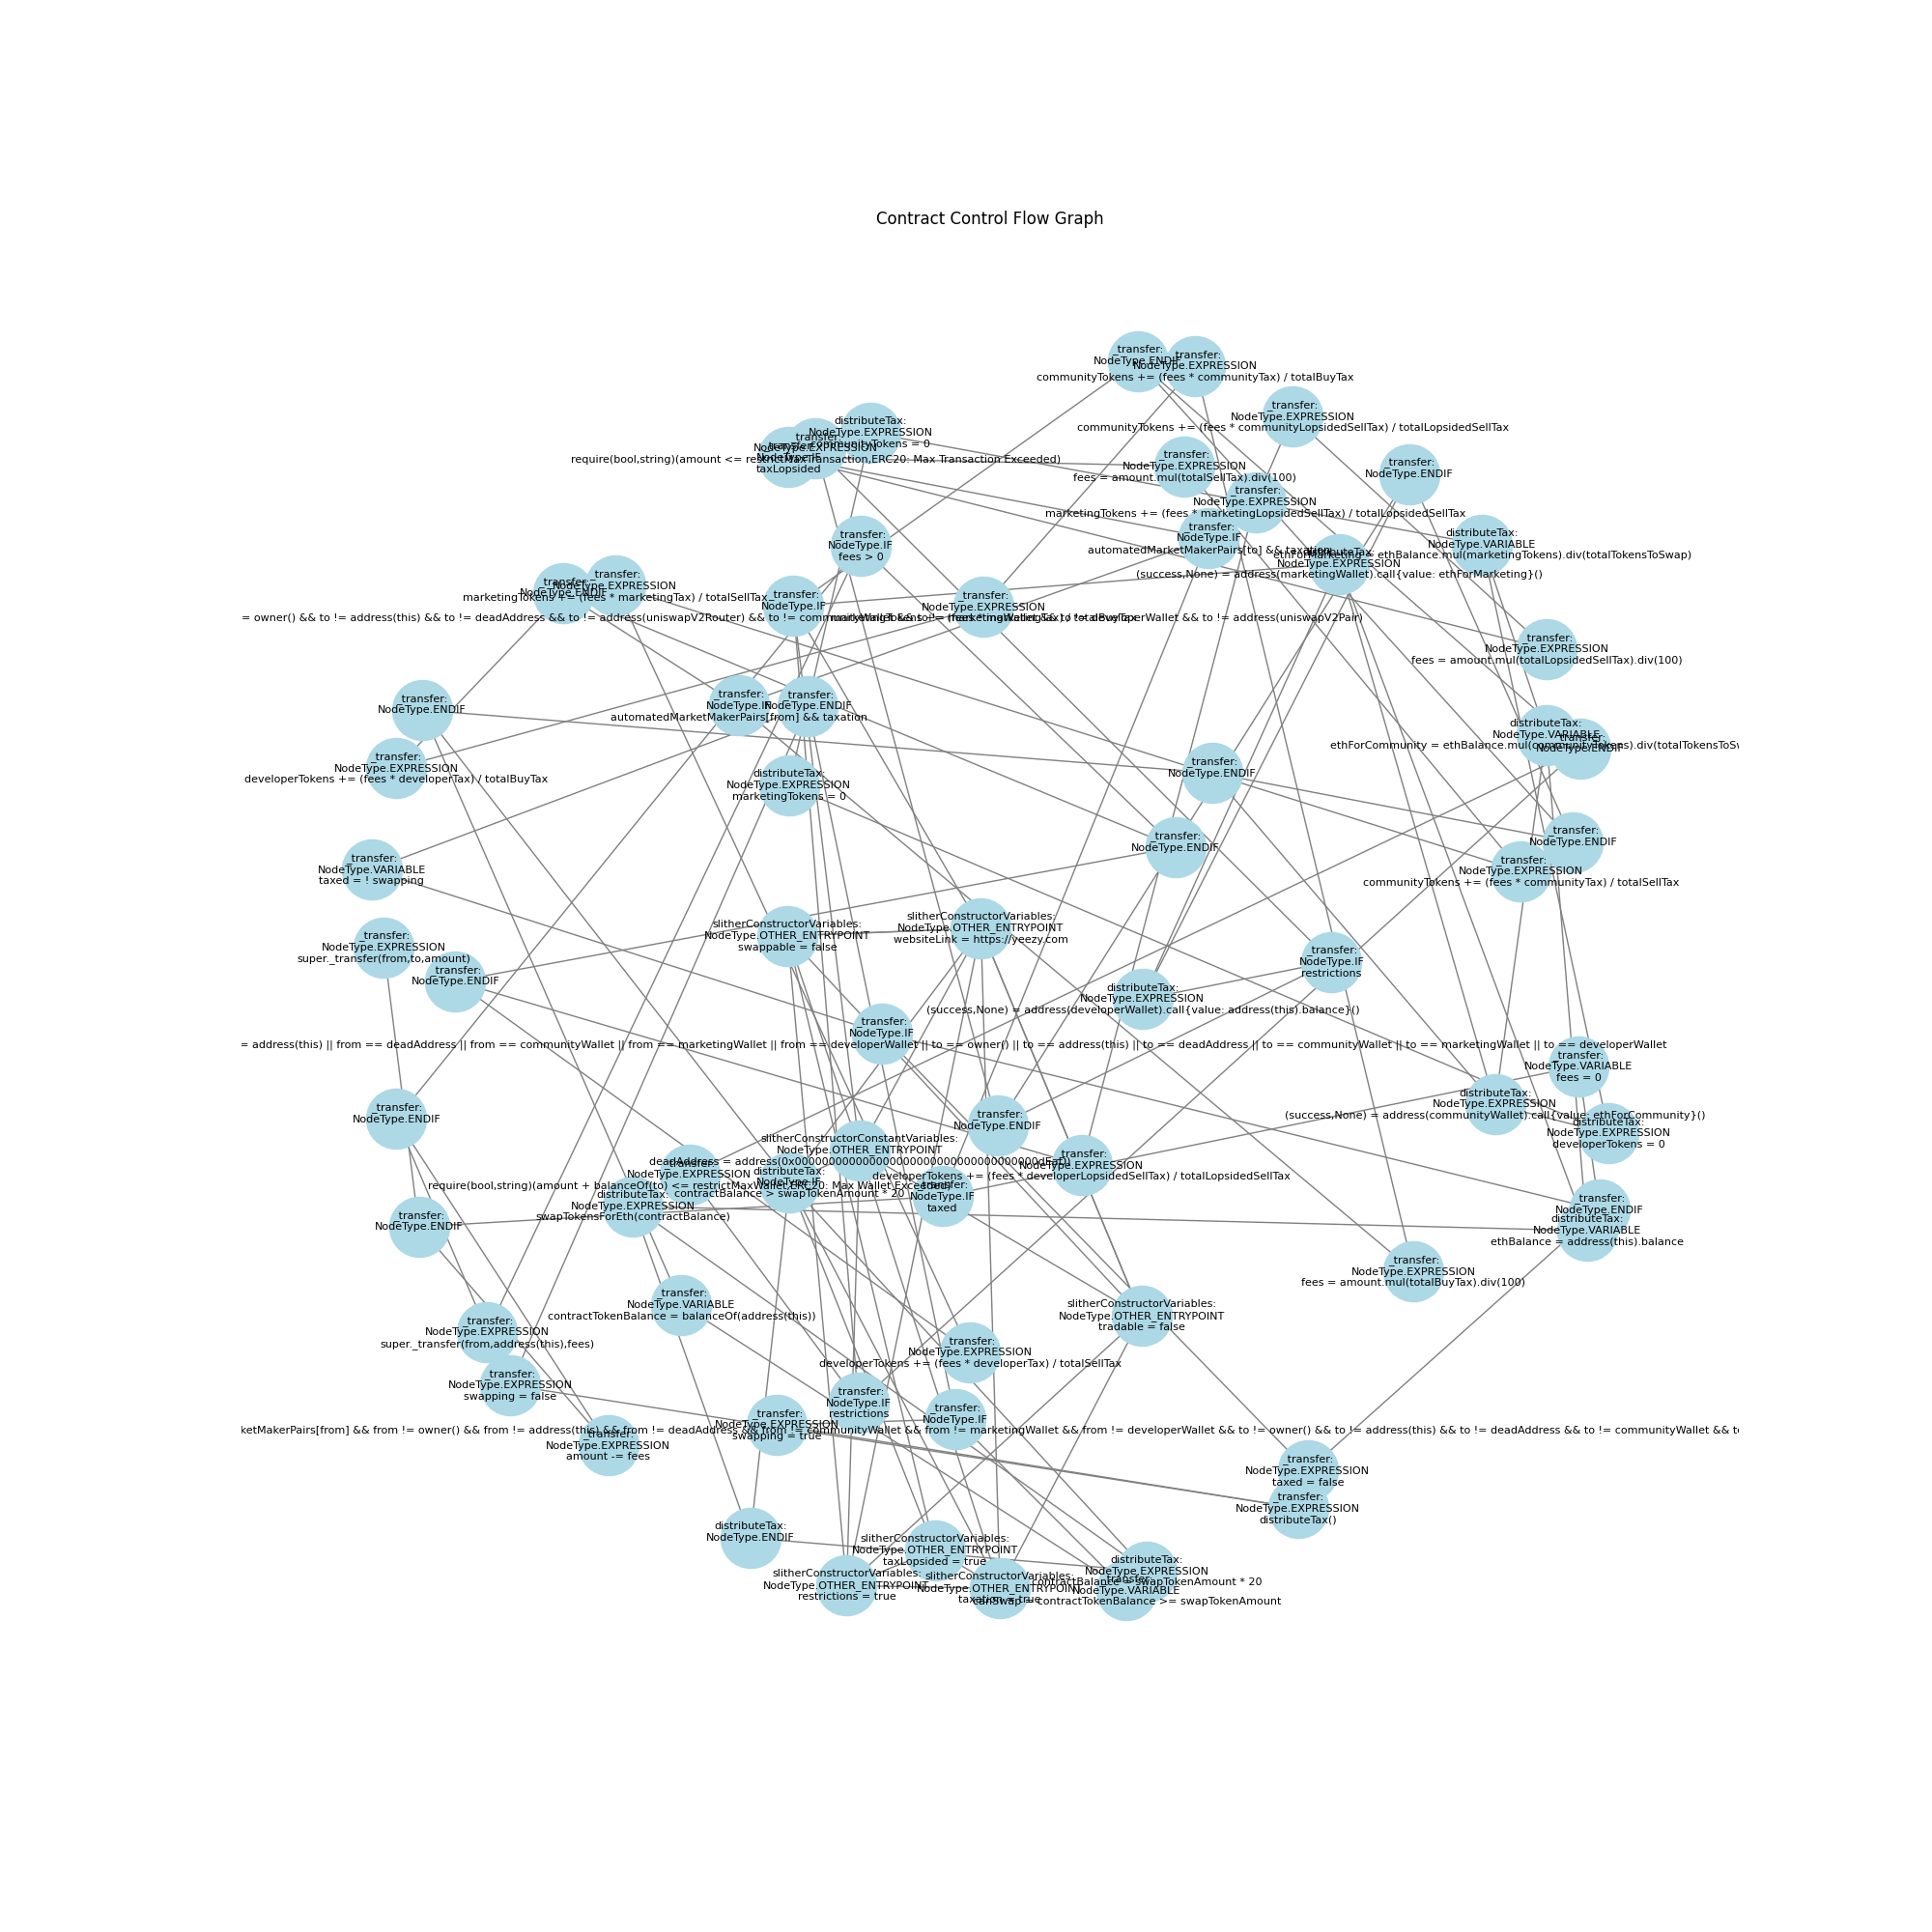 Contract Control Flow Graph
_transfer:
NodeType.ENDIF
_transfer:
NodeType.EXPRESSION
communityTokens += (fees * communityTax) / totalBuyTax
_transfer:
NodeType.EXPRESSION
communityTokens += (fees * communityLopsidedSellTax) / totalLopsidedSellTax
distributeTax:
NodeType.EXPRESSION
communityTokens = 0
_transfer:
NodeType.EXPRESSION
require(bool,string)(amount <= restrictMaxTransaction,ERC20: Max Transaction Exceeded)
_transfer:
NodeType.IF
taxLopsided
_transfer:
NodeType.EXPRESSION
fees = amount.mul(totalSellTax).div(100)
_transfer:
NodeType.ENDIF
_transfer:
NodeType.EXPRESSION
marketingTokens += (fees * marketingLopsidedSellTax) / totalLopsidedSellTax
_transfer:
NodeType.IF
automatedMarketMakerPairs[to] && taxation
distributeTax:
NodeType.VARIABLE
ethForMarketing = ethBalance.mul(marketingTokens).div(totalTokensToSwap)
distributeTax:
NodeType.EXPRESSION
(success,None) = address(marketingWallet).call{value: ethForMarketing}()
_transfer:
NodeType.IF
fees > 0
_transfer:
NodeType.ENDIF
_transfer:
NodeType.EXPRESSION
marketingTokens += (fees * marketingTax) / totalSellTax
_transfer:
NodeType.IF
= owner() && to != address(this) && to != deadAddress && to != address(uniswapV2Router) && to != communityWallet && to != marketingWallet && to != developerWallet && to != address(uniswapV2Pair)
_transfer:
NodeType.EXPRESSION
marketingTokens += (fees * marketingTax) / totalBuyTax
_transfer:
NodeType.EXPRESSION
fees = amount.mul(totalLopsidedSellTax).div(100)
_transfer:
NodeType.ENDIF
_transfer:
NodeType.IF
automatedMarketMakerPairs[from] && taxation
_transfer:
NodeType.ENDIF
distributeTax:
NodeType.VARIABLE
ethForCommunity = ethBalance.mul(communityTokens).div(totalTokensToSw
_transfer:
NodeType.ENDIF
_transfer:
NodeType.EXPRESSION
developerTokens += (fees * developerTax) / totalBuyTax
distributeTax:
NodeType.EXPRESSION
marketingTokens = 0
_transfer:
NodeType.ENDIF
_transfer:
NodeType.ENDIF
_transfer:
NodeType.ENDIF
_transfer:
NodeType.VARIABLE
taxed = ! swapping
_transfer:
NodeType.EXPRESSION
communityTokens += (fees * communityTax) / totalSellTax
_transfer:
NodeType.EXPRESSION
super._transfer(from,to,amount)
slitherConstructorVariables:
NodeType.OTHER_ENTRYPOINT
swappable = false
slitherConstructorVariables:
NodeType.OTHER_ENTRYPOINT
websiteLink = https://yeezy.com
_transfer:
NodeType.ENDIF
_transfer:
NodeType.IF
restrictions
distributeTax:
NodeType.EXPRESSION
(success,None) = address(developerWallet).call{value: address(this).balance}()
_transfer:
NodeType.IF
= address(this) || from == deadAddress || from == communityWallet || from == marketingWallet || from == developerWallet || to == owner() || to == address(this) || to == deadAddress || to == communityWallet || to == marketingWallet || to == developerWallet
_transfer:
NodeType.VARIABLE
fees = 0
_transfer:
NodeType.ENDIF
_transfer:
NodeType.ENDIF
distributeTax:
NodeType.EXPRESSION
(success,None) = address(communityWallet).call{value: ethForCommunity}()
distributeTax:
NodeType.EXPRESSION
developerTokens = 0
slitherConstructorConstantVariables:
NodeType.OTHER_ENTRYPOINT
_transfer:
NodeType.EXPRESSION
developerTokens += (fees * developerLopsidedSellTax) / totalLopsidedSellTax
_transfer:
NodeType.EXPRESSION
require(bool,string)(amount + balanceOf(to) <= restrictMaxWallet,ERC20: Max Wallet Exceeded)
distributeTax:
NodeType.IF
contractBalance > swapTokenAmount * 20
_transfer:
NodeType.IF
taxed
distributeTax:
NodeType.EXPRESSION
swapTokensForEth(contractBalance)
_transfer:
NodeType.ENDIF
_transfer:
NodeType.ENDIF
distributeTax:
NodeType.VARIABLE
ethBalance = address(this).balance
_transfer:
NodeType.EXPRESSION
fees = amount.mul(totalBuyTax).div(100)
_transfer:
NodeType.VARIABLE
contractTokenBalance = balanceOf(address(this))
slitherConstructorVariables:
NodeType.OTHER_ENTRYPOINT
tradable = false
_transfer:
NodeType.EXPRESSION
super._transfer(from,address(this),fees)
_transfer:
NodeType.EXPRESSION
developerTokens += (fees * developerTax) / totalSellTax
_transfer:
NodeType.EXPRESSION
swapping = false
_transfer:
NodeType.IF
restrictions
_transfer:
NodeType.EXPRESSION
swapping = true
_transfer:
NodeType.IF
ketMakerPairs[from] && from != owner() && from != address(this) && from != deadAddress && from != communityWallet && from != marketingWallet && from != developerWallet && to != owner() && to != address(this) && to != deadAddress && to != communityWallet && t
_transfer:
NodeType.EXPRESSION
amount -= fees
_transfer:
NodeType.EXPRESSION
taxed = false
_transfer:
NodeType.EXPRESSION
distributeTax()
distributeTax:
NodeType.ENDIF
slitherConstructorVariables:
NodeType.OTHER_ENTRYPOINT
taxLopsided = true
slitherConstructorVariables:
NodeType.OTHER_ENTRYPOINT
restrictions = true
slitherConstructorVariables:
NodeType.OTHER_ENTRYPOINT
taxation = true
distributeTax:
NodeType.EXPRESSION
contractBalance = swapTokenAmount * 20
_transfer:
NodeType.VARIABLE
canSwap = contractTokenBalance >= swapTokenAmount